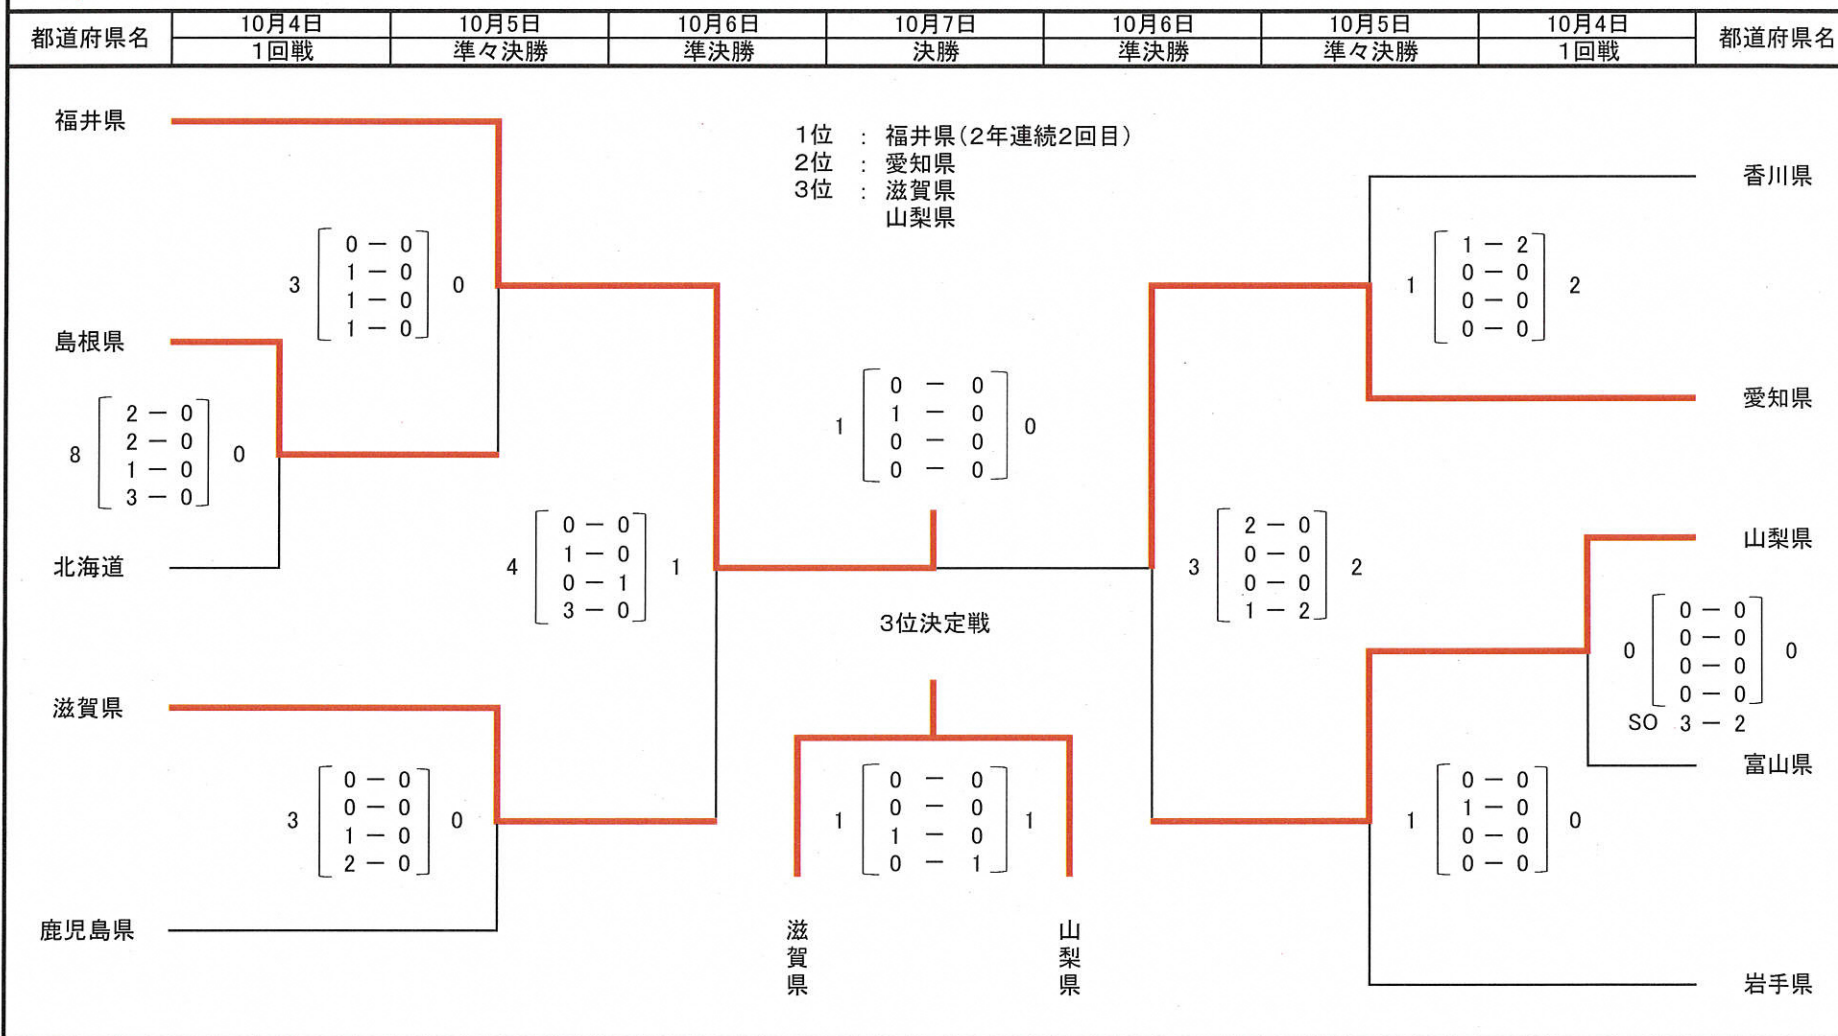 都道府県名 10月4日 10月5日 10月6日 10月7日 10月6日 10月5日 10月4日 都道府県名
1回戦 準々決勝 準決勝 決勝 準決勝 準々決勝 1回戦
福井県
1位 : 福井県(2年連続2回目)
2位 : 愛知県
3位 : 滋賀県
山梨県
香川県
0 － 0
1 － 0
3 0
1 － 0
1 － 0
1 － 2
0 － 0
1 2
0 － 0
0 － 0
島根県
愛知県
2 － 0
2 － 0
8 0
1 － 0
3 － 0
0 － 0
1 － 0
1 0
0 － 0
0 － 0
北海道
0 － 0
1 － 0
4 1
0 － 1
3 － 0
2 － 0
0 － 0
3 2
0 － 0
1 － 2
山梨県
3位決定戦
0 － 0
0 － 0
0 0
0 － 0
0 － 0
SO 3 － 2
滋賀県
富山県
0 － 0
0 － 0
3 0
1 － 0
2 － 0
0 － 0
0 － 0
1 1
1 － 0
0 － 1
0 － 0
1 － 0
1 0
0 － 0
0 － 0
鹿児島県
滋賀県
山梨県
岩手県